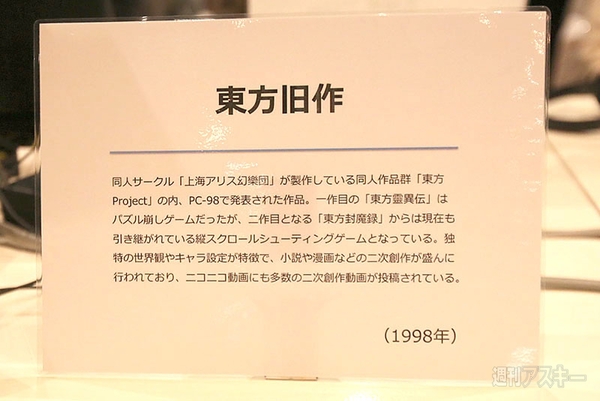 東方旧作
同人サークル「上海アリス幻樂団」が製作している同人作品群「東方
Project」の内、PC-98で発表された作品。一作目の「東方靈異伝」は
パズル崩しゲームだったが、二作目となる「東方封魔録」からは現在も
引き継がれている縦スクロールシューティングゲームとなっている。独
特の世界観やキャラ設定が特徴で、小説や漫画などの二次創作が盛んに
行われており、ニコニコ動画にも多数の二次創作動画が投稿されている。
（1998年）
週刊アスキー